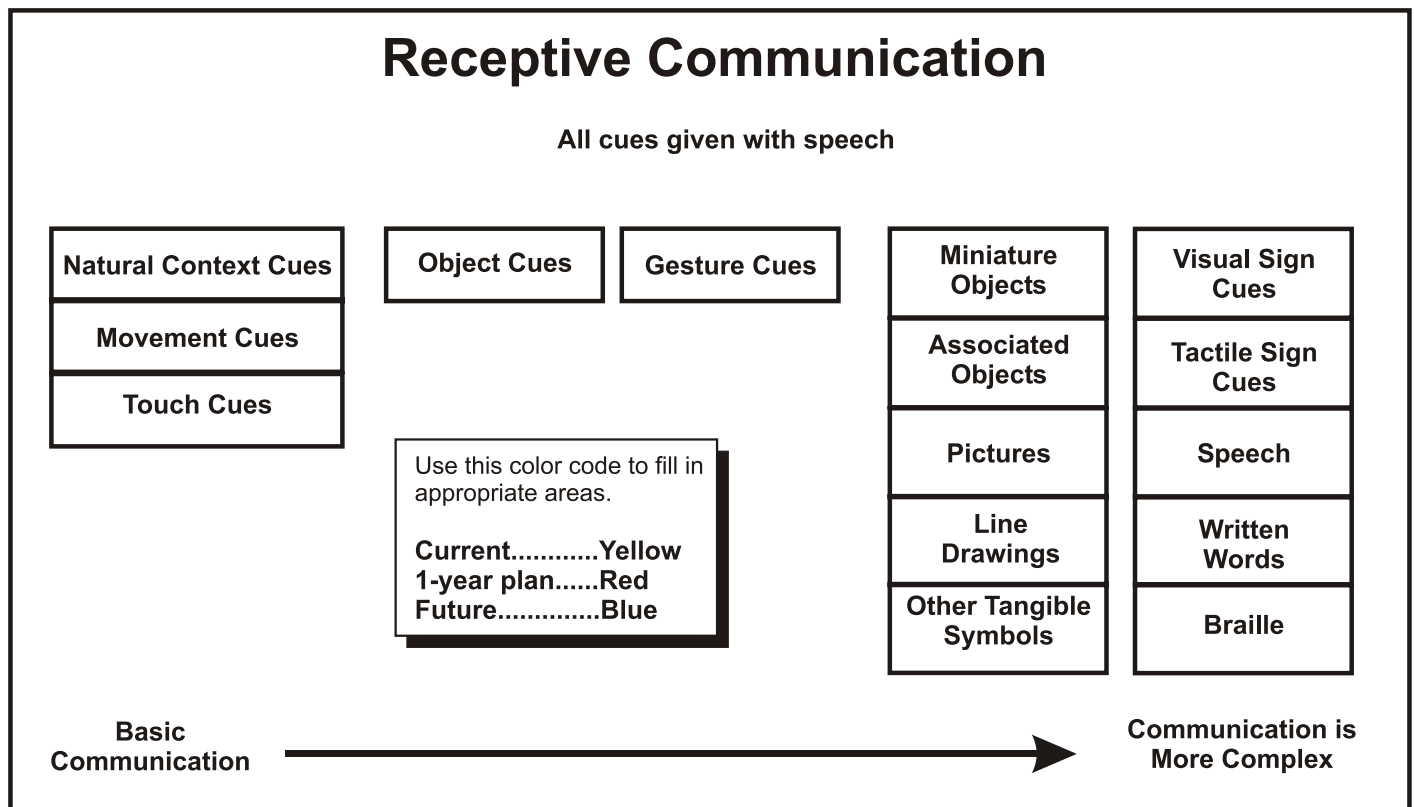 Receptive Communication
All cues given with speech
Natural Context Cues
Movement Cues
Touch Cues
Object Cues
Gesture Cues
Use this color code to fill in
appropriate areas.
Current............Yellow
1-year plan......Red
Future..............Blue
Miniature
Objects
Associated
Objects
Pictures
Line
Drawings
Other Tangible
Symbols
Visual Sign
Cues
Tactile Sign
Cues
Speech
Written
Words
Braille
Basic
Communication
Communication is
More Complex